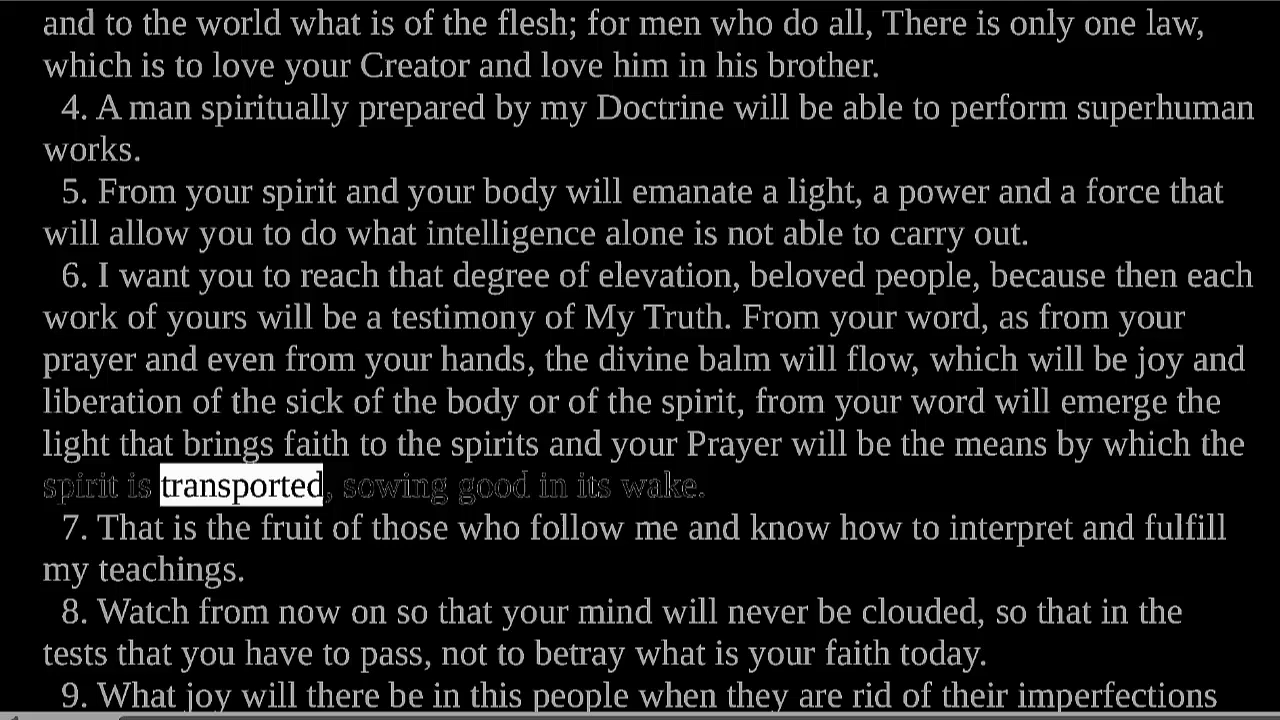 and to the world what is of the flesh; for men who do all, There is only one law,
which is to love your Creator and love him in his brother.
4. A man spiritually prepared by my Doctrine will be able to perform superhuman
works.
5. From your spirit and your body will emanate a light, a power and a force that
will allow you to do what intelligence alone is not able to carry out.
6. I want you to reach that degree of elevation, beloved people, because then each
work of yours will be a testimony of My Truth. From your word, as from your
prayer and even from your hands, the divine balm will flow, which will be joy and
liberation of the sick of the body or of the spirit, from your word will emerge the
light that brings faith to the spirits and your Prayer will be the means by which the
spirit is transported, sowing good in its wake.
7. That is the fruit of those who follow me and know how to interpret and fulfill
my teachings.
8. Watch from now on so that your mind will never be clouded, so that in the
tests that you have to pass, not to betray what is your faith today.
9. What joy will there be in this people when they are rid of their imperfections